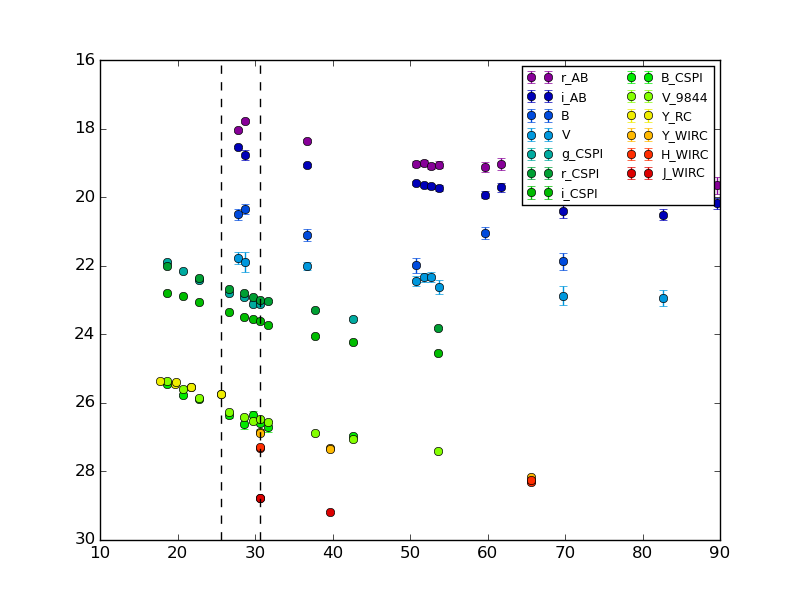 16
18
20
22
24
26
28
30
10 20 30 40 50 60 70 80 90
r_AB B_CSPI
i_AB V_9844
B Y_RC
V Y_WIRC
g_CSPI H_WIRC
r_CSPI J_WIRC
i_CSPI